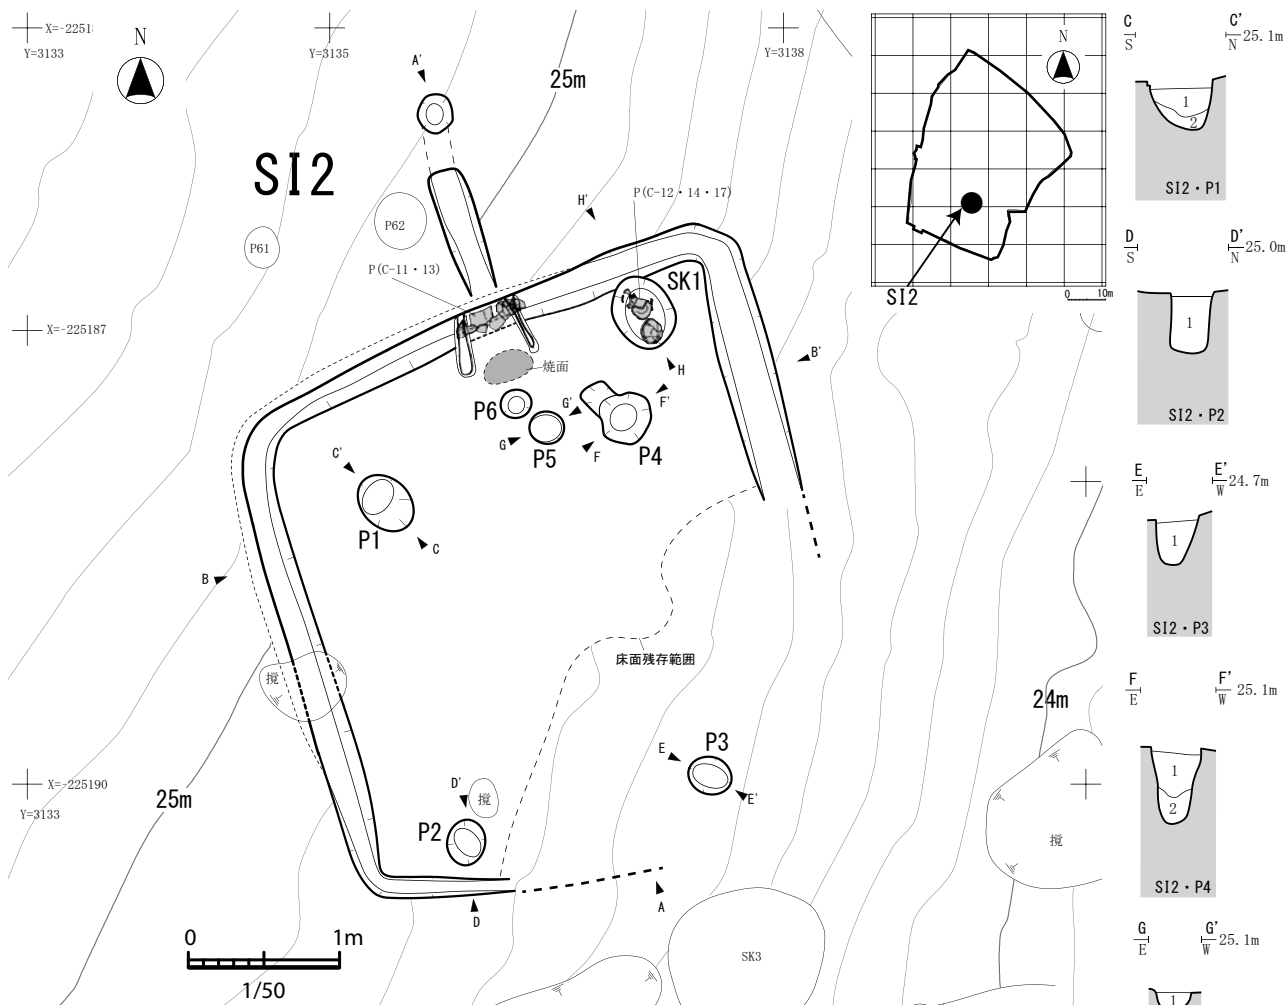 X=-22518
Y=3133
N
Y=3135
A'
25m
Y=3138
SI2
P62
P61
H'
P(C-12・14・17)
P(C-11・13)
SK1
X=-225187
焼面
H
B'
P6
G'
F'
G
P5
F
P4
C'
P1
C
B
床面残存範囲
撹
24m
P3
E
E'
X=-225190
Y=3133
25m
D'
撹
P2
撹
D
A
SK3
0
1m
1/50
N
SI2
0
10m
C
S
C'
N
25.1m
1
2
SI2・P1
D
S
D'
N
25.0m
1
SI2・P2
E
E
E'
W
24.7m
1
SI2・P3
F
E
F'
W
25.1m
1
2
SI2・P4
G
E
G'
W
25.1m
1